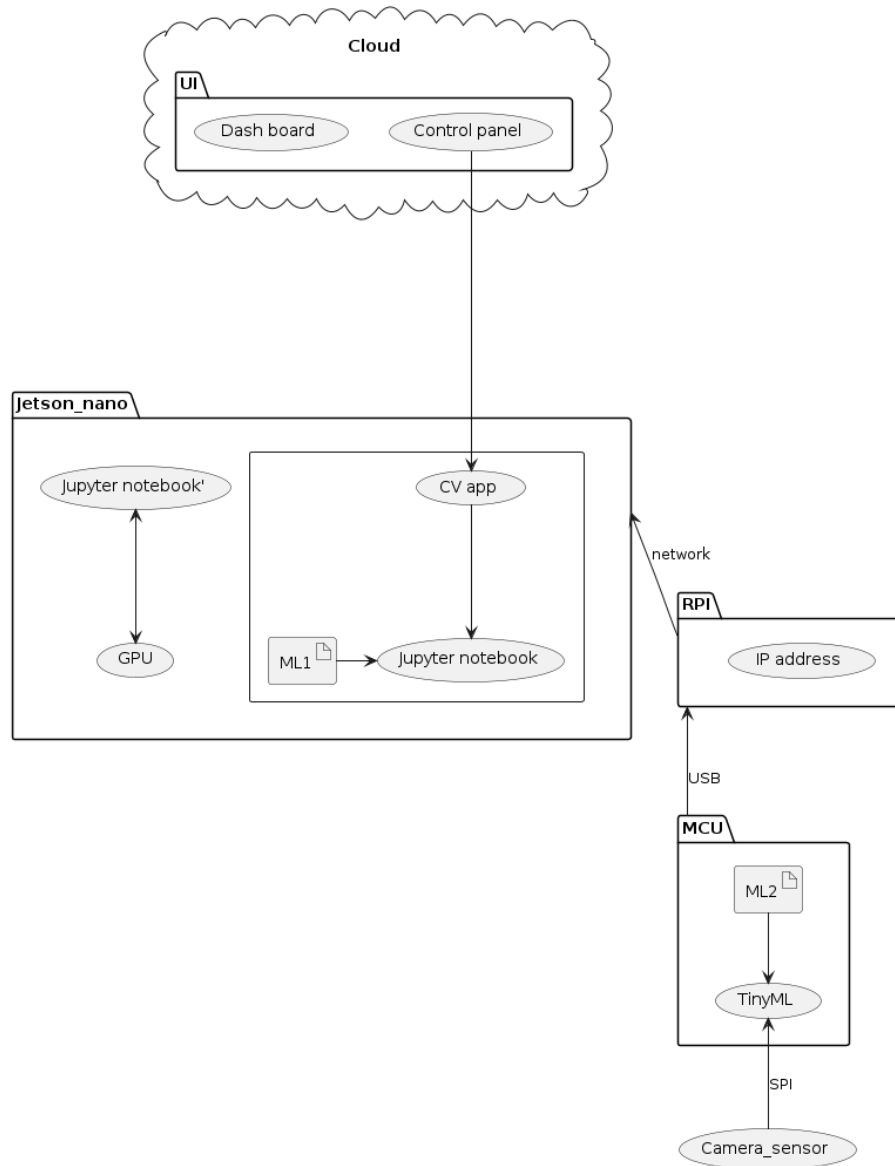 Cloud
UI
Dash board
Control panel
Jetson_nano
Jupyter notebook'
CV app
network
RPI
GPU
ML1
Jupyter notebook
IP address
USB
MCU
ML2
TinyML
SPI
Camera_sensor